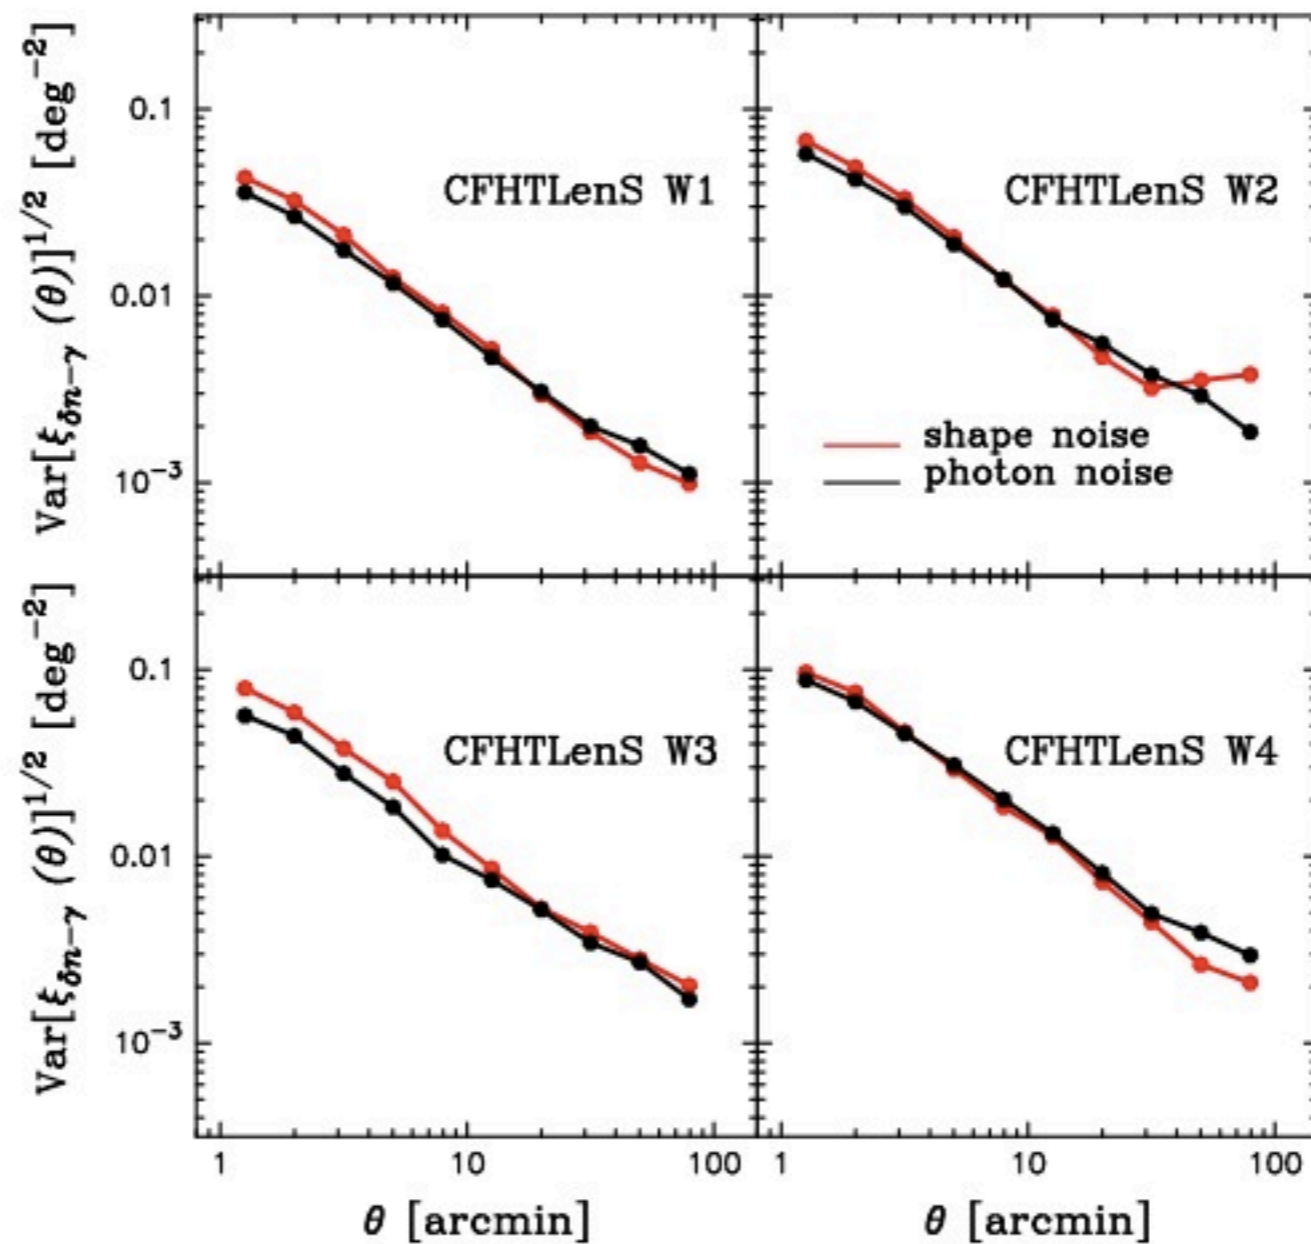 Var[ξδn−γ (θ)]1/2 [deg−2]
0.1
0.01
10−3
CFHTLenS W1
CFHTLenS W2
shape noise
photon noise
Var[ξδn−γ (θ)]1/2 [deg−2]
0.1
0.01
10−3
CFHTLenS W3
CFHTLenS W4
1 10 100
1 10 100
θ [arcmin]
θ [arcmin]